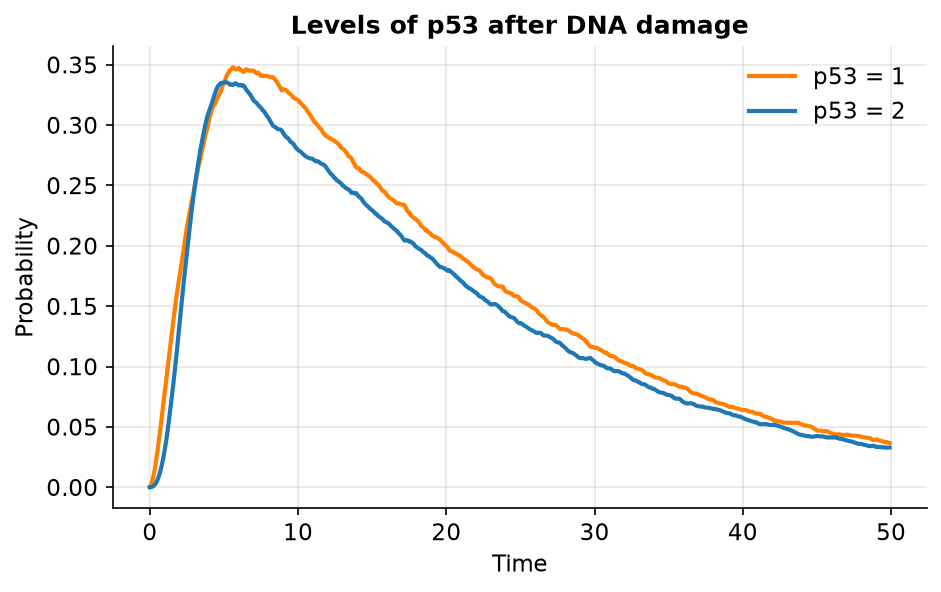 Levels of p53 after DNA damage
p53 = 1
p53 = 2
Probability
0.35
0.30
0.25
0.20
0.15
0.10
0.05
0.00
0 10 20 30 40 50
Time